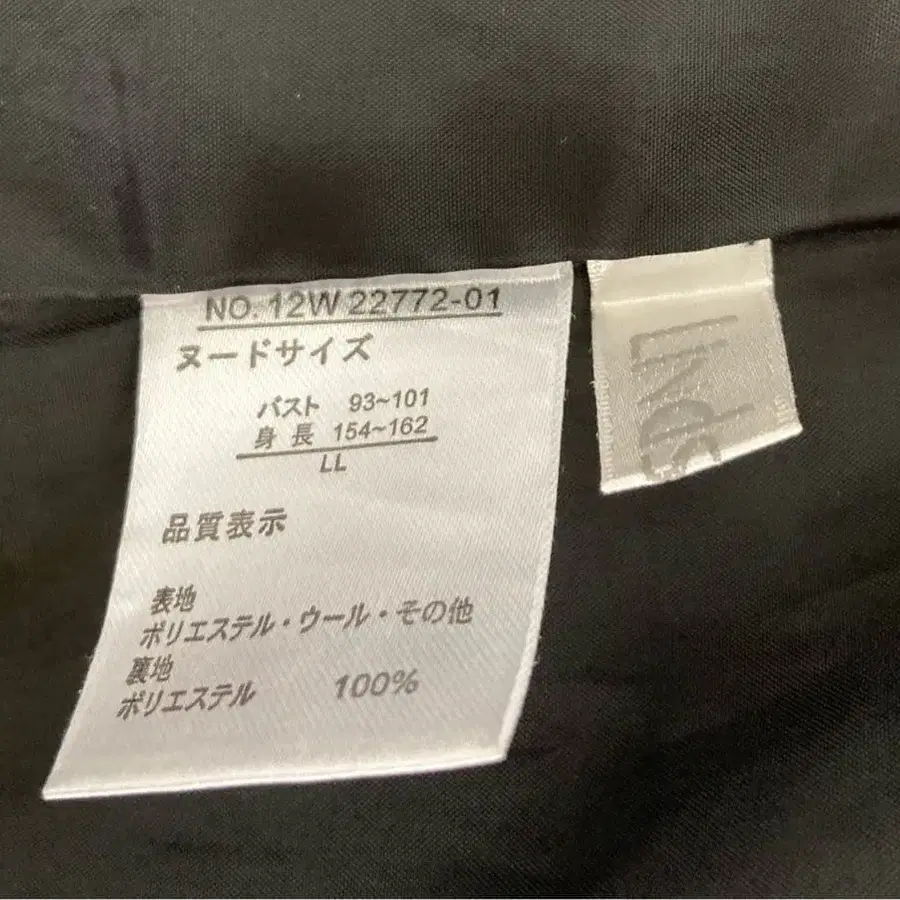 NO. 12W 22772-01
ヌードサイズ
バスト 93~101
身長 154~162
LL
品質表示
表地
ポリエステル・ウール・その他
裏地
ポリエステル 100%